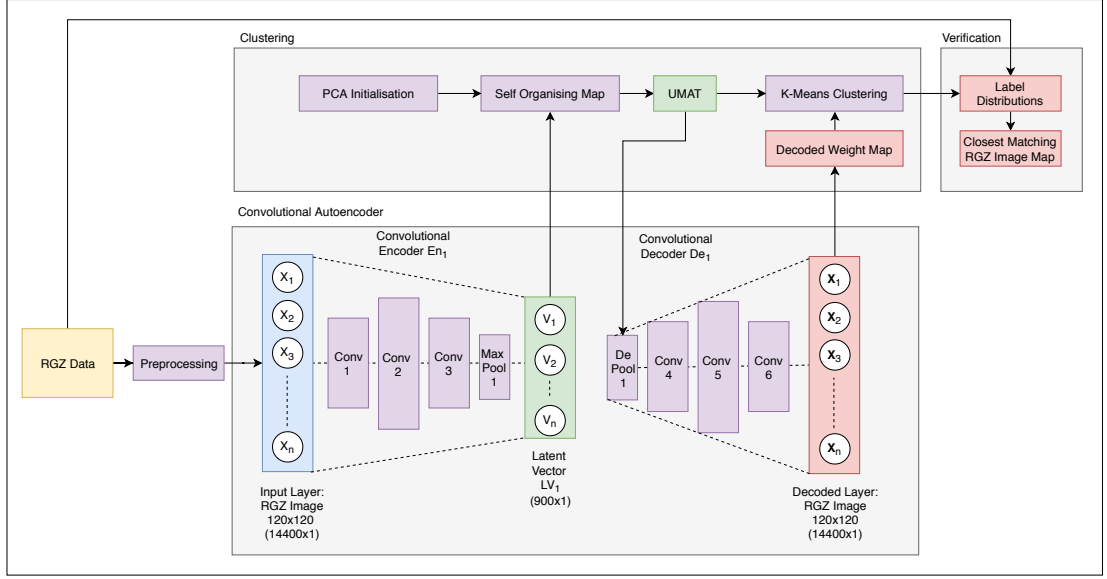 Clustering
Verification
PCA Initialisation
Self Organising Map
UMAT
K-Means Clustering
Label
Distributions
Decoded Weight Map
Closest Matching
RGZ Image Map
Convolutional Autoencoder
Convolutional
Encoder En1
Convolutional
Decoder De1
RGZ Data
Preprocessing
X1
X2
X3
Xn
Conv
1
Conv
2
Conv
3
Max
Pool
1
V1
V2
Vn
De
Pool
1
Conv
4
Conv
5
Conv
6
X1
X2
X3
Xn
Input Layer:
RGZ Image
120x120
(14400x1)
Latent
Vector
LV1
(900x1)
Decoded Layer:
RGZ Image
120x120
(14400x1)